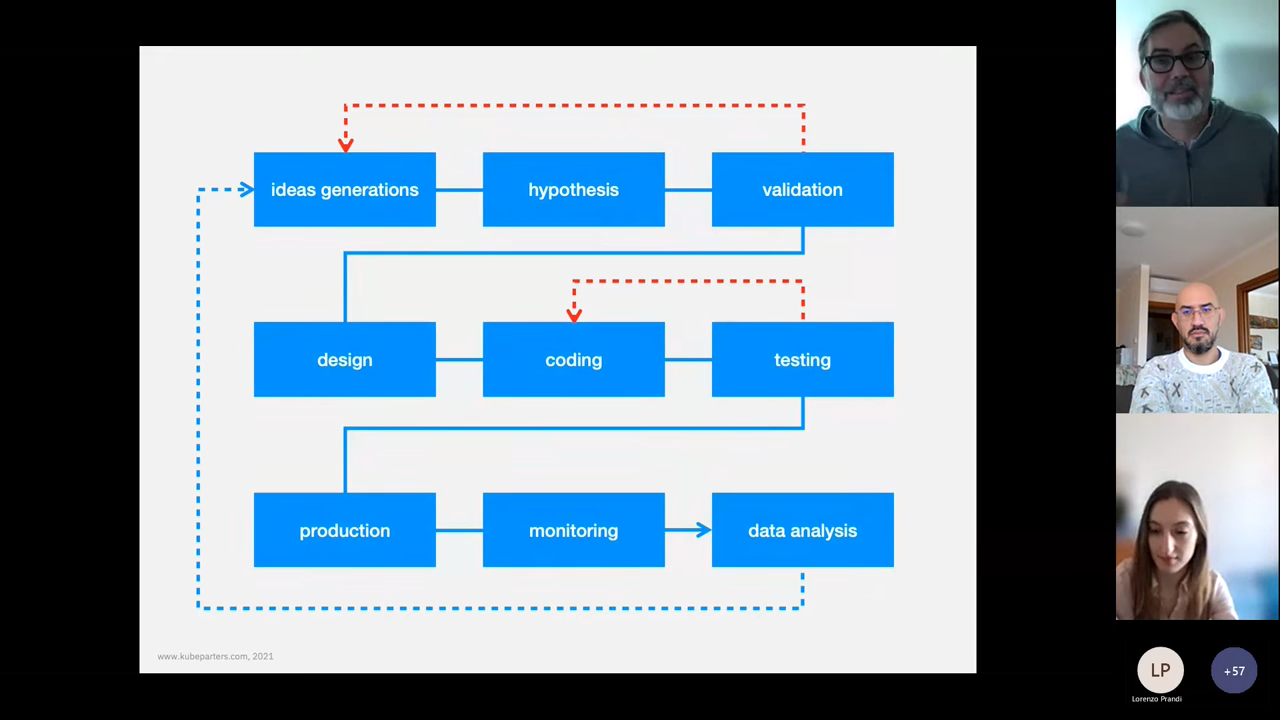 ideas generations
hypothesis
validation
design
coding
testing
production
monitoring
data analysis
www.kubeparters.com, 2021
LP
+57
Lorenzo Prandi